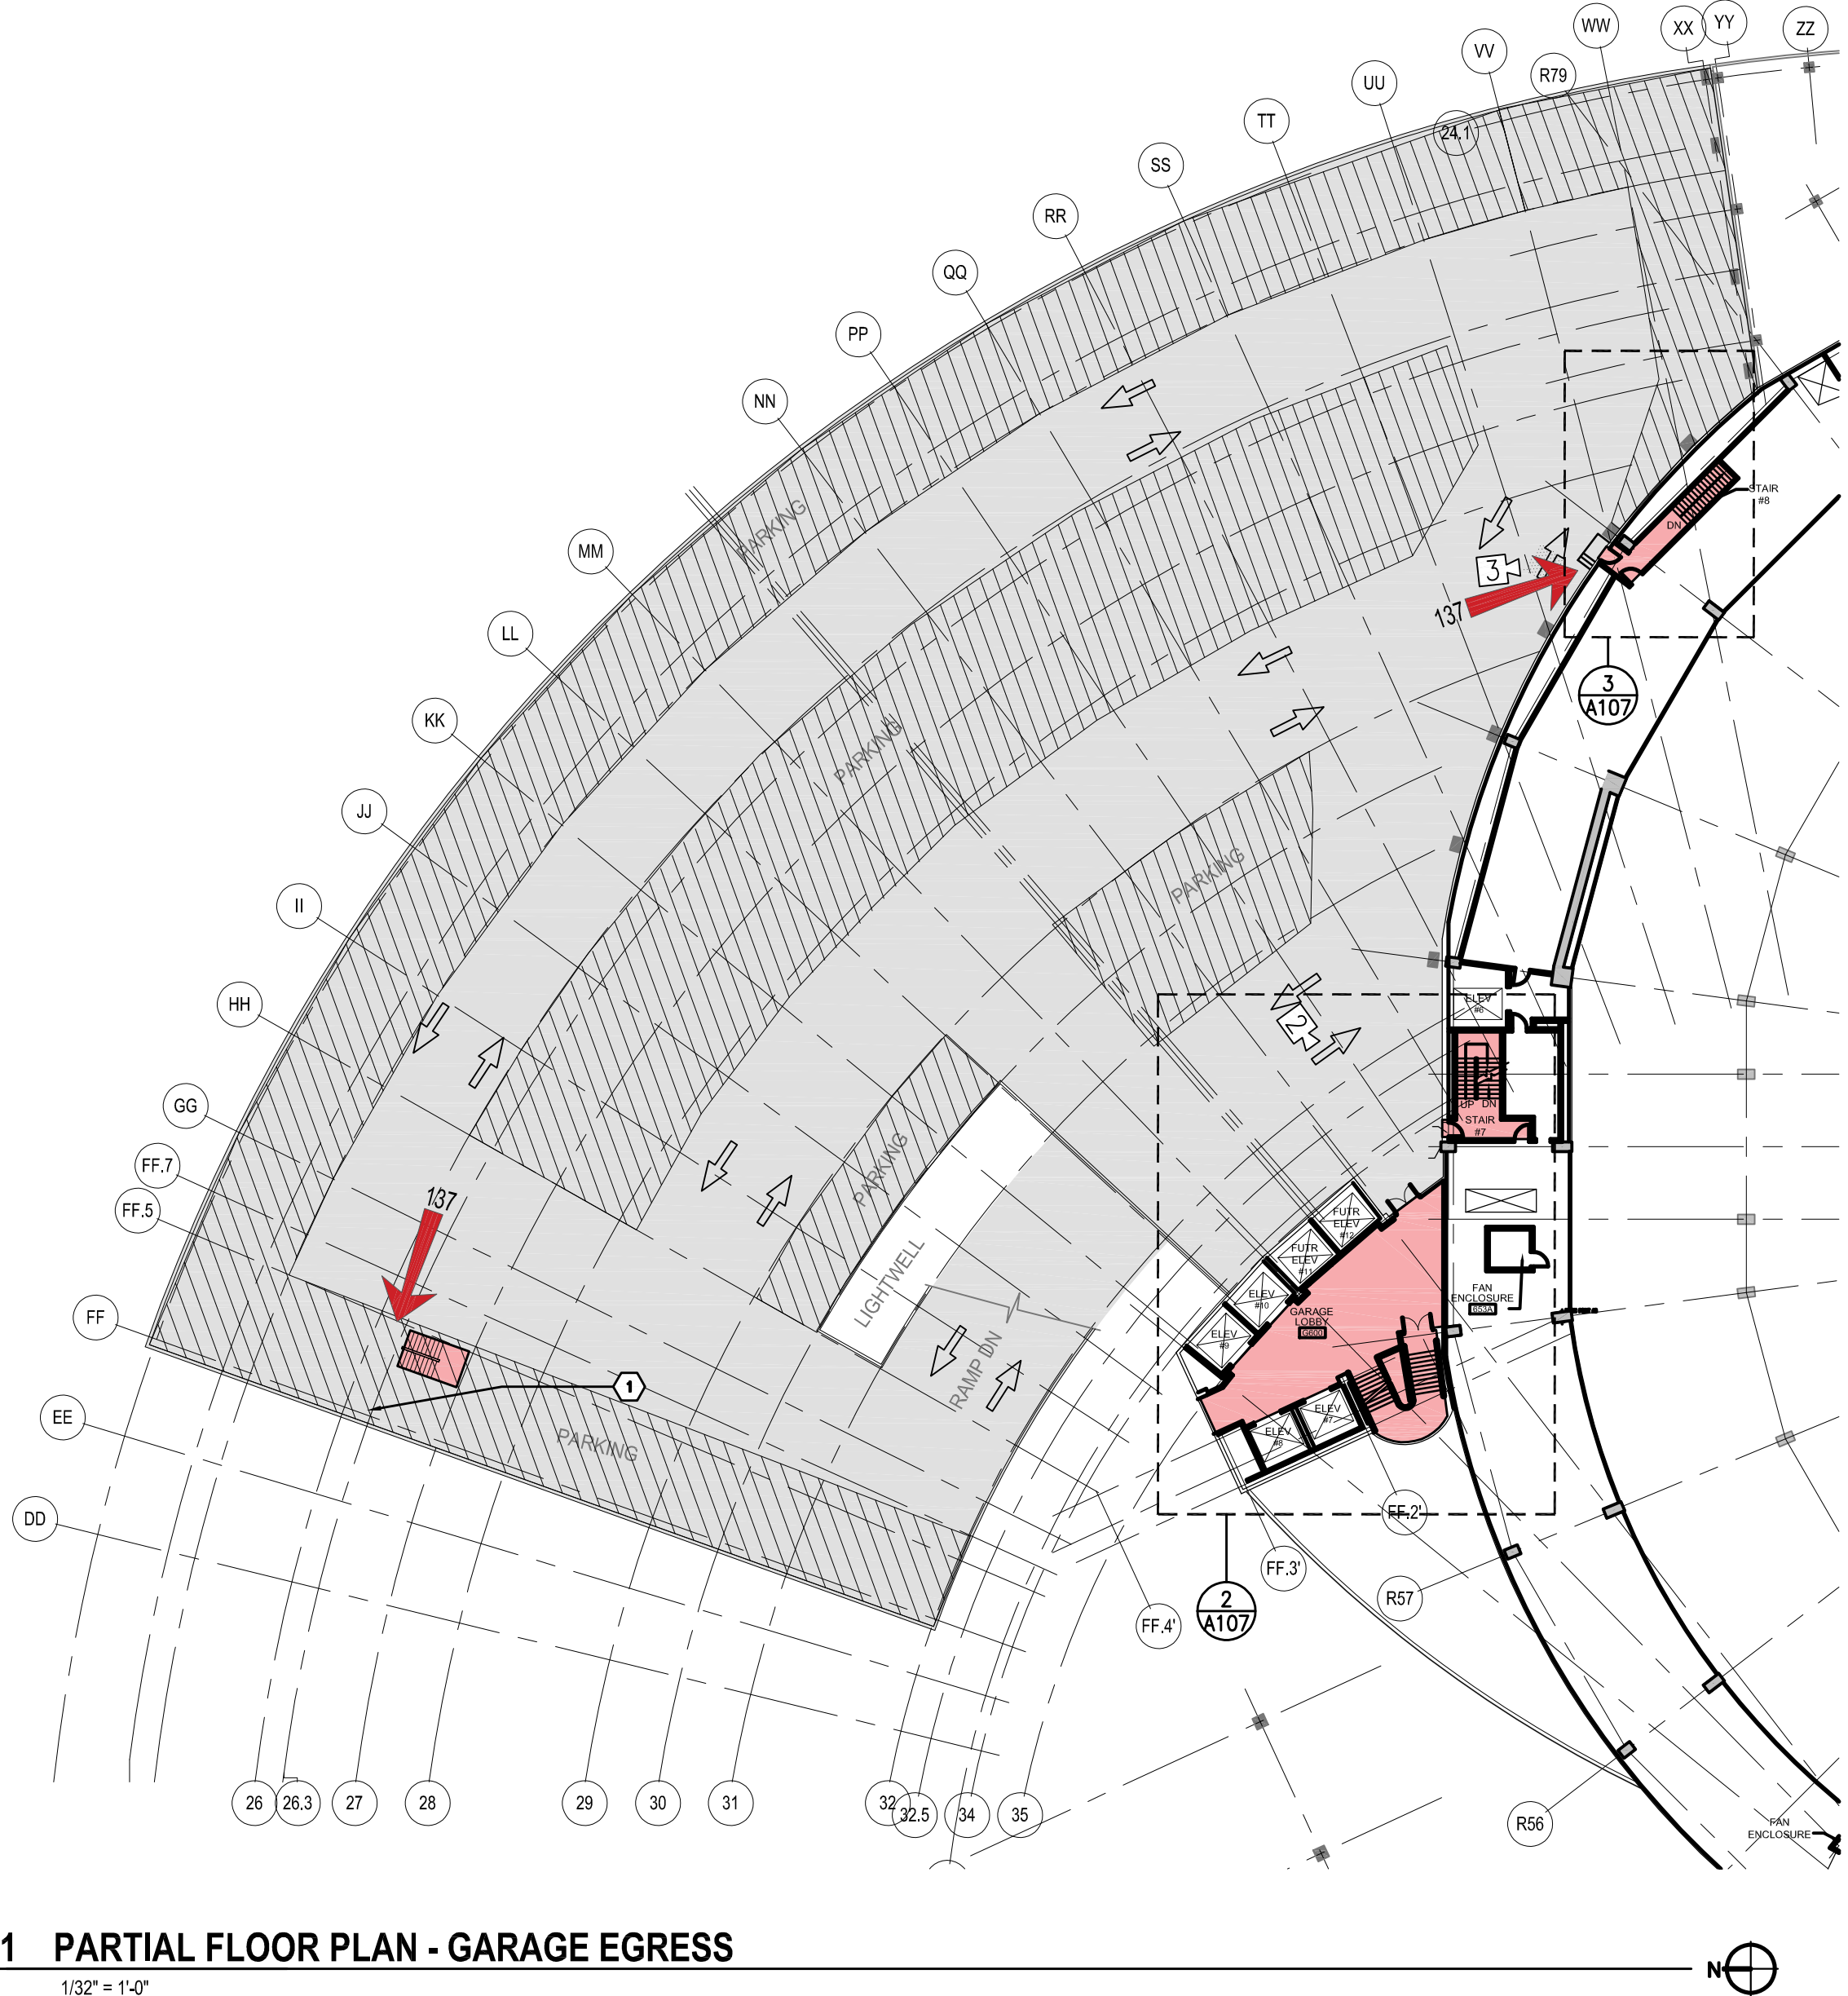 YY
WW
XX
ZZ
VV
R79
UU
TT
24.1
SS
RR
QQ
PP
NN
PARKING
STAIR
#8
DN
MM
3
137
LL
3
A107
KK
PARKING
JJ
PARKING
II
HH
ELEV
#6
2
GG
UP DN
STAIR
#7
PARKING
FF.7
137
FF.5
FUTR
ELEV
#12
FUTR
ELEV
#11
LIGHTWELL
FAN
ENCLOSURE
653A
ELEV
#10
GARAGE
LOBBY
G600
FF
ELEV
#9
RAMP DN
1
EE
ELEV
#7
ELEV
#8
PARKING
DD
FF.2'
FF.3'
R57
2
A107
FF.4'
26
26.3
27
28
29
30
31
32
32.5
34
35
R56
FAN
ENCLOSURE
1 PARTIAL FLOOR PLAN - GARAGE EGRESS
N
1/32" = 1'-0"